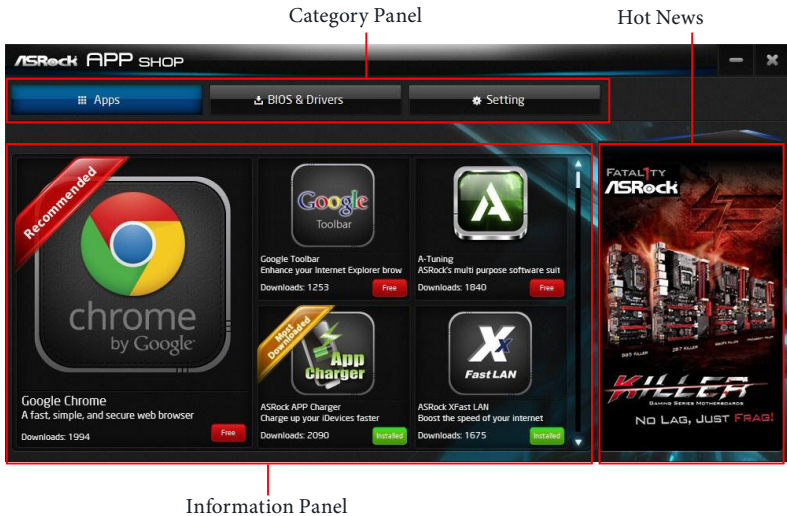 Category Panel
Hot News
ASRock APP SHOP
Apps
BIOS & Drivers
Setting
Recommended
chrome
by Google
Google Chrome
A fast, simple, and secure web browser
Downloads: 1994
Free
Google
Toolbar
Google Toolbar
Enhance your Internet Explorer brow
Downloads: 1253
Free
A-Tuning
ASRock's multi purpose software suit
Downloads: 1840
Free
Most
Downloaded
App
Charger
ASRock APP Charger
Charge up your iDevices faster
Downloads: 2090
Installed
X
Fast LAN
ASRock XFast LAN
Boost the speed of your internet
Downloads: 1675
Installed
FATAL1TY
ASRock
B85 KILLER
Z87 KILLER
KILLER
GAMING SERIES MOTHERBOARDS
NO LAG, JUST FRAG!
Information Panel